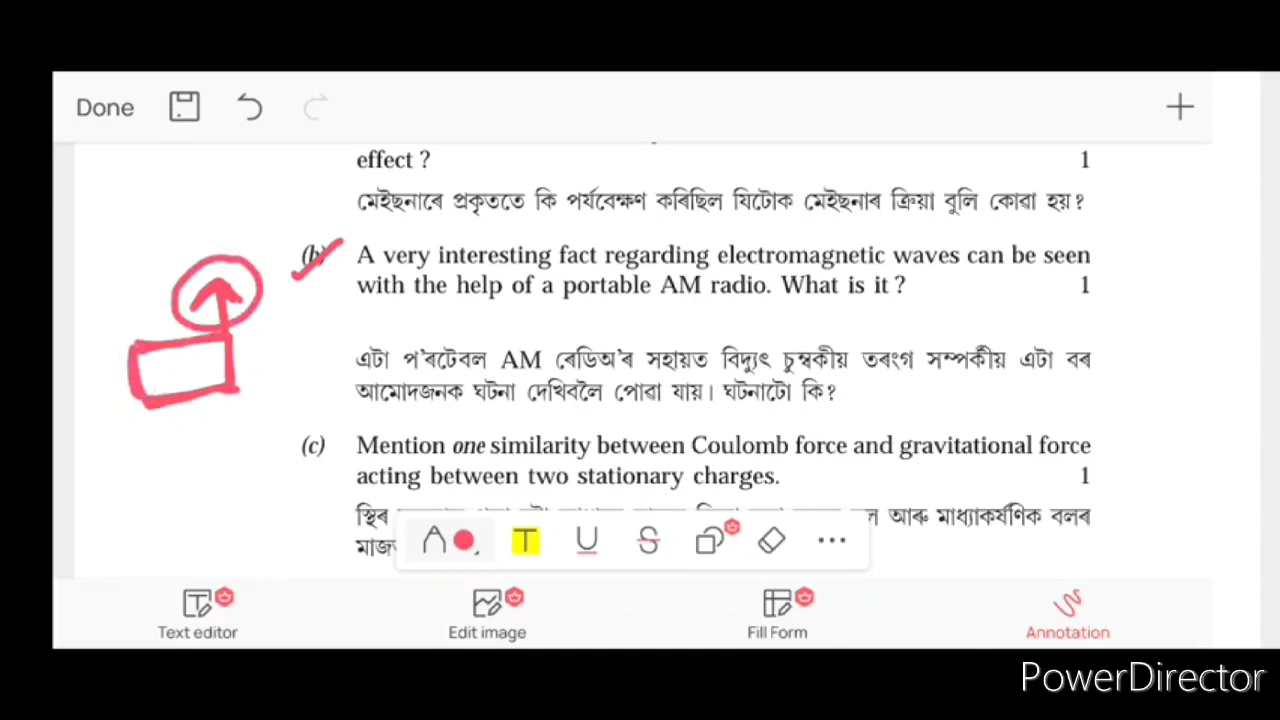 Done
effect ? 1
মেইছনাৰে প্ৰকৃততে কি পৰ্যবেক্ষণ কৰিছিল যিটোক মেইছনাৰ ক্ৰিয়া বুলি কোৱা হয়?
(b) A very interesting fact regarding electromagnetic waves can be seen
with the help of a portable AM radio. What is it ? 1
এটা প'ৰটেবল AM ৰেডিঅ'ৰ সহায়ত বিদ্যুৎ চুম্বকীয় তৰংগ সম্পৰ্কীয় এটা বৰ
আমোদজনক ঘটনা দেখিবলৈ পোৱা যায়। ঘটনাটো কি?
(c) Mention one similarity between Coulomb force and gravitational force
acting between two stationary charges. 1
স্থিৰ আৰু মাধ্যাকৰ্ষণিক বলৰ
Text editor
Edit image
Fill Form
Annotation
PowerDirector